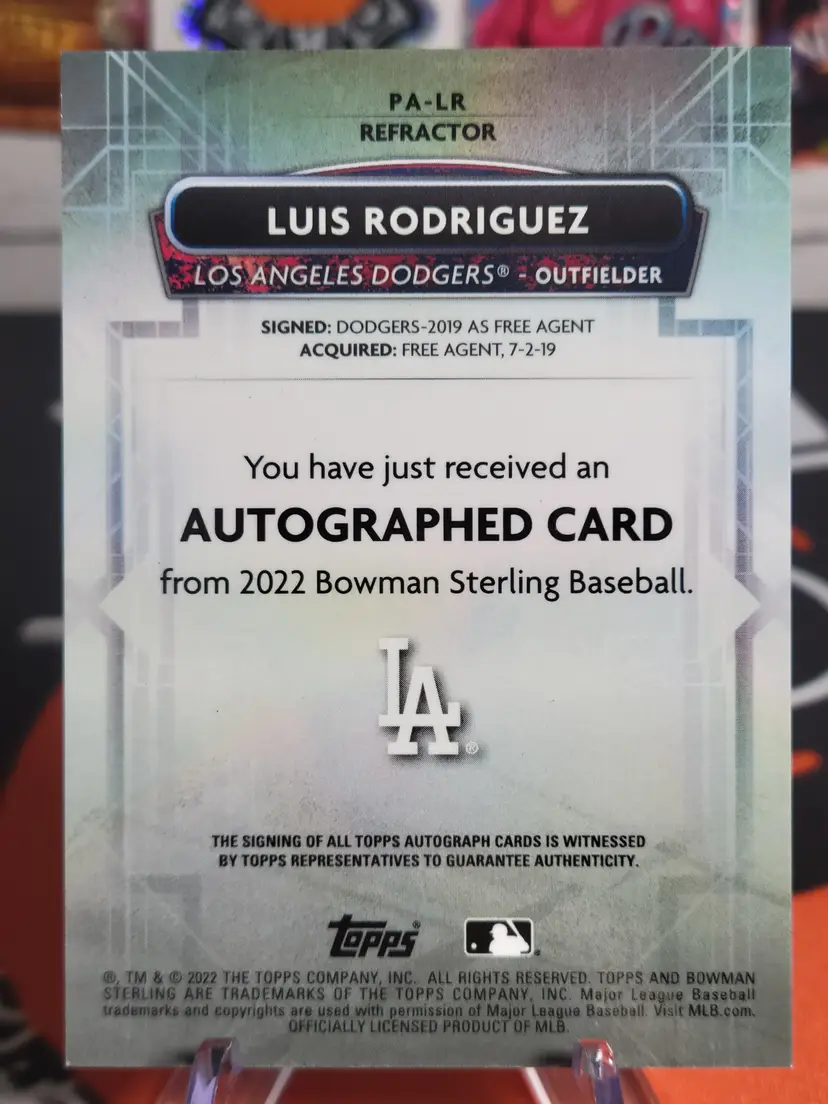 PA-LR
REFRACTOR
LUIS RODRIGUEZ
LOS ANGELES DODGERS® - OUTFIELDER
SIGNED: DODGERS-2019 AS FREE AGENT
ACQUIRED: FREE AGENT, 7-2-19
You have just received an
AUTOGRAPHED CARD
from 2022 Bowman Sterling Baseball.
LA®
THE SIGNING OF ALL TOPPS AUTOGRAPH CARDS IS WITNESSED
BY TOPPS REPRESENTATIVES TO GUARANTEE AUTHENTICITY.
topps®
®, TM & © 2022 THE TOPPS COMPANY, INC. ALL RIGHTS RESERVED. TOPPS AND BOWMAN
STERLING ARE TRADEMARKS OF THE TOPPS COMPANY, INC. Major League Baseball
trademarks and copyrights are used with permission of Major League Baseball. Visit MLB.com.
OFFICIALLY LICENSED PRODUCT OF MLB.